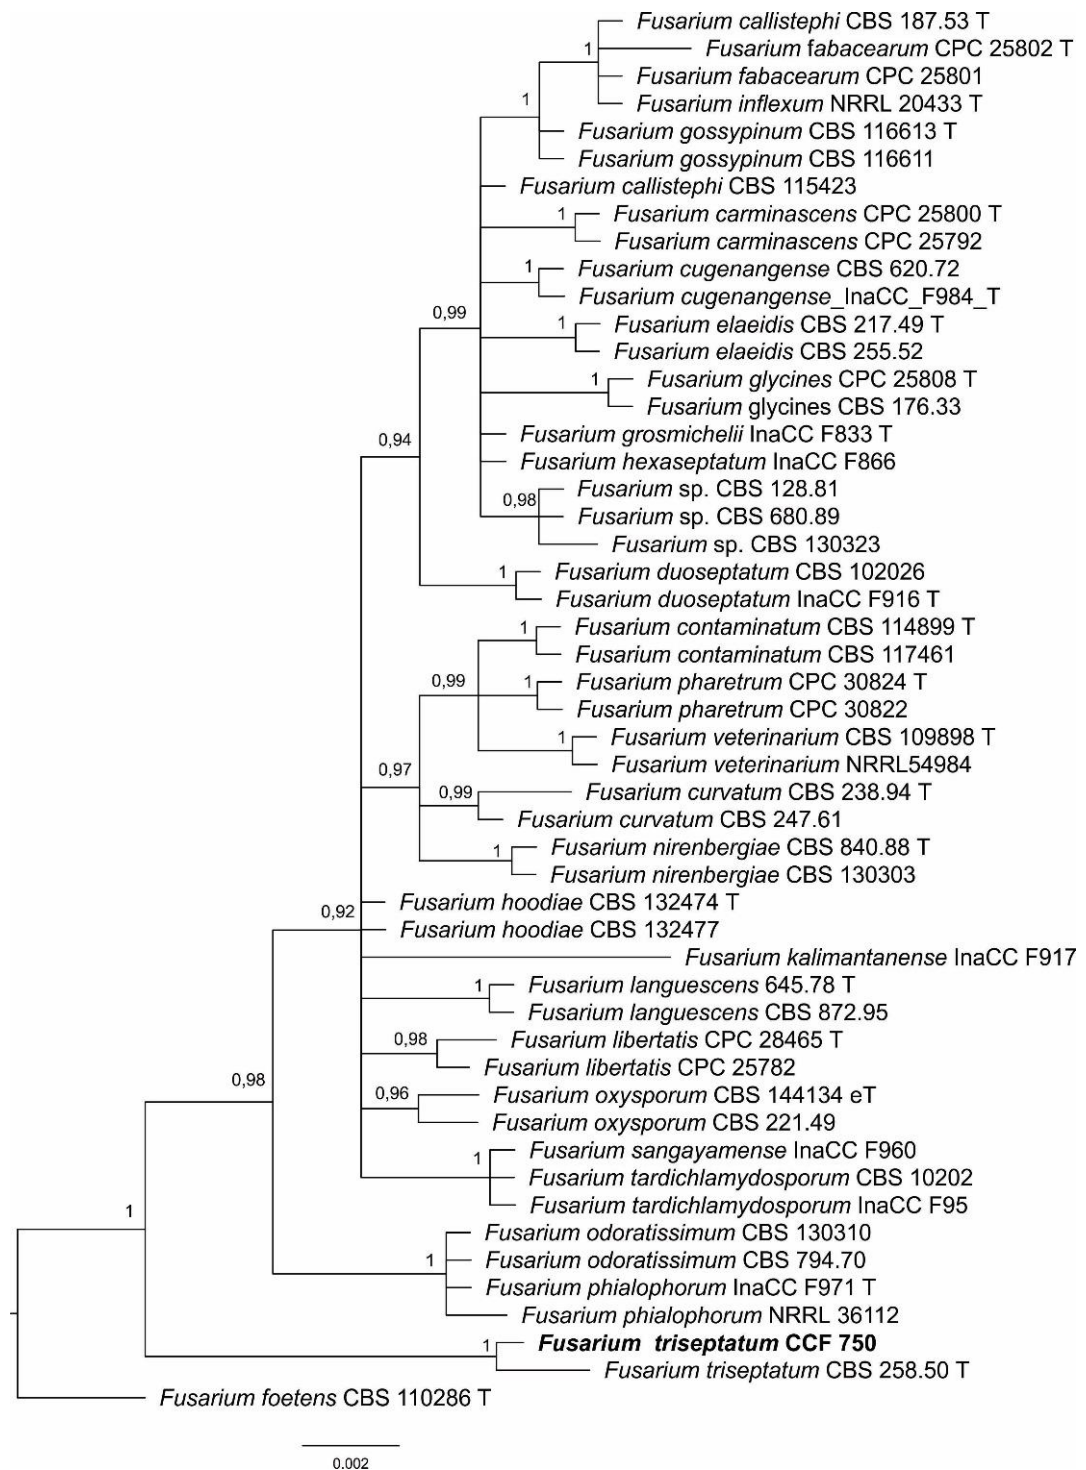 Fusarium callistephi CBS 187.53 T
1
Fusarium fabacearum CPC 25802 T
Fusarium fabacearum CPC 25801
1
Fusarium inflexum NRRL 20433 T
Fusarium gossypinum CBS 116613 T
Fusarium gossypinum CBS 116611
Fusarium callistephi CBS 115423
1
Fusarium carminascens CPC 25800 T
Fusarium carminascens CPC 25792
1
Fusarium cugenangense CBS 620.72
Fusarium cugenangense_InaCC_F984_T
0,99
1
Fusarium elaeidis CBS 217.49 T
Fusarium elaeidis CBS 255.52
1
Fusarium glycines CPC 25808 T
Fusarium glycines CBS 176.33
Fusarium grosmichelii InaCC F833 T
0,94
Fusarium hexaseptatum InaCC F866
Fusarium sp. CBS 128.81
0,98
Fusarium sp. CBS 680.89
Fusarium sp. CBS 130323
1
Fusarium duoseptatum CBS 102026
Fusarium duoseptatum InaCC F916 T
1
Fusarium contaminatum CBS 114899 T
Fusarium contaminatum CBS 117461
0,99
1
Fusarium pharetrum CPC 30824 T
Fusarium pharetrum CPC 30822
1
Fusarium veterinarium CBS 109898 T
Fusarium veterinarium NRRL54984
0,97
0,99
Fusarium curvatum CBS 238.94 T
Fusarium curvatum CBS 247.61
1
Fusarium nirenbergiae CBS 840.88 T
Fusarium nirenbergiae CBS 130303
Fusarium hoodiae CBS 132474 T
0,92
Fusarium hoodiae CBS 132477
Fusarium kalimantanense InaCC F917
1
Fusarium languescens 645.78 T
Fusarium languescens CBS 872.95
0,98
Fusarium libertatis CPC 28465 T
Fusarium libertatis CPC 25782
0,98
0,96
Fusarium oxysporum CBS 144134 eT
Fusarium oxysporum CBS 221.49
Fusarium sangayamense InaCC F960
1
Fusarium tardichlamydosporum CBS 10202
Fusarium tardichlamydosporum InaCC F95
1
Fusarium odoratissimum CBS 130310
1
Fusarium odoratissimum CBS 794.70
Fusarium phialophorum InaCC F971 T
Fusarium phialophorum NRRL 36112
1
Fusarium triseptatum CCF 750
Fusarium triseptatum CBS 258.50 T
Fusarium foetens CBS 110286 T
0.002